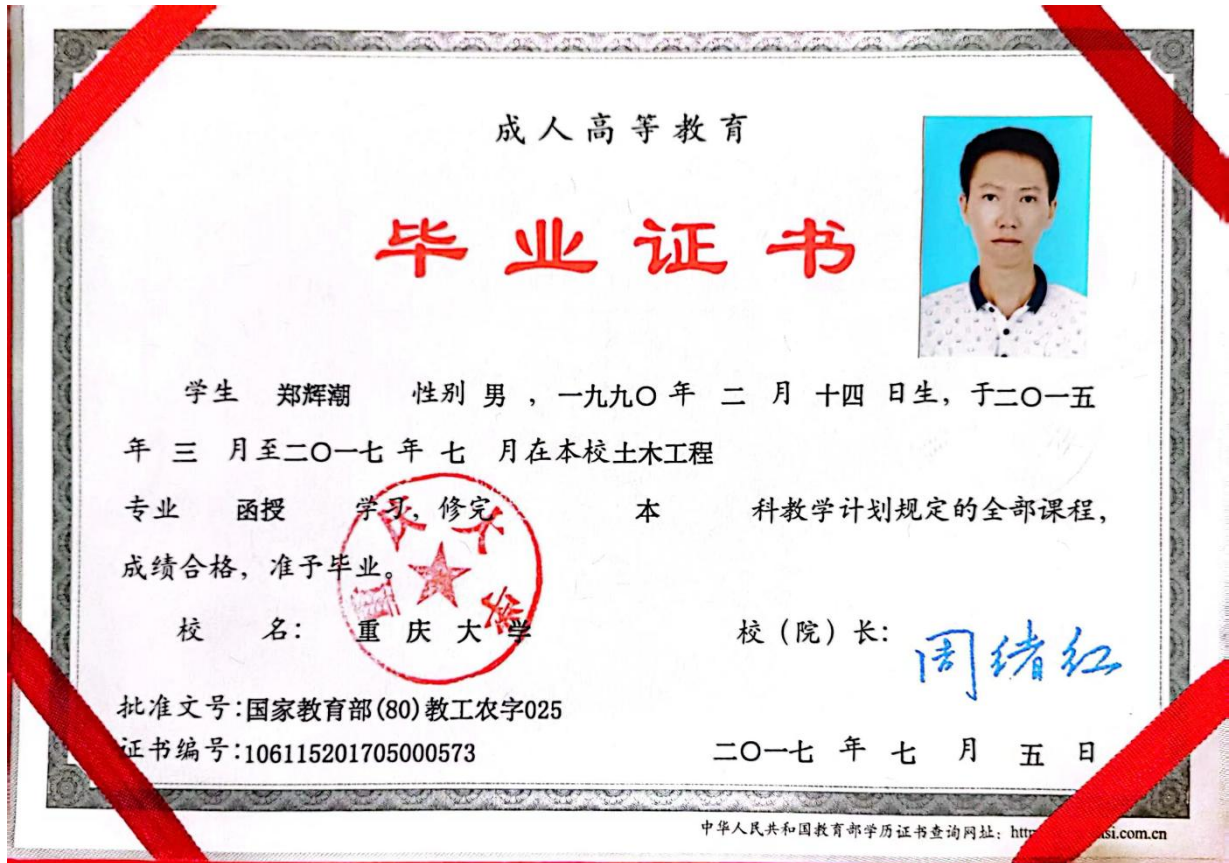 成人高等教育
毕业证书
学生 郑辉潮 性别 男 ，一九九〇 年 二 月 十四 日生，于二〇一五
年 三 月至二〇一七 年 七 月在本校土木工程
专业 函授 学习，修完 本 科教学计划规定的全部课程，
成绩合格，准予毕业。
校 名： 重 庆 大 学
校（院）长： 周绪红
批准文号：国家教育部(80)教工农字025
证书编号：106115201705000573
二〇一七 年 七 月 五 日
中华人民共和国教育部学历证书查询网址：htt si.com.cn